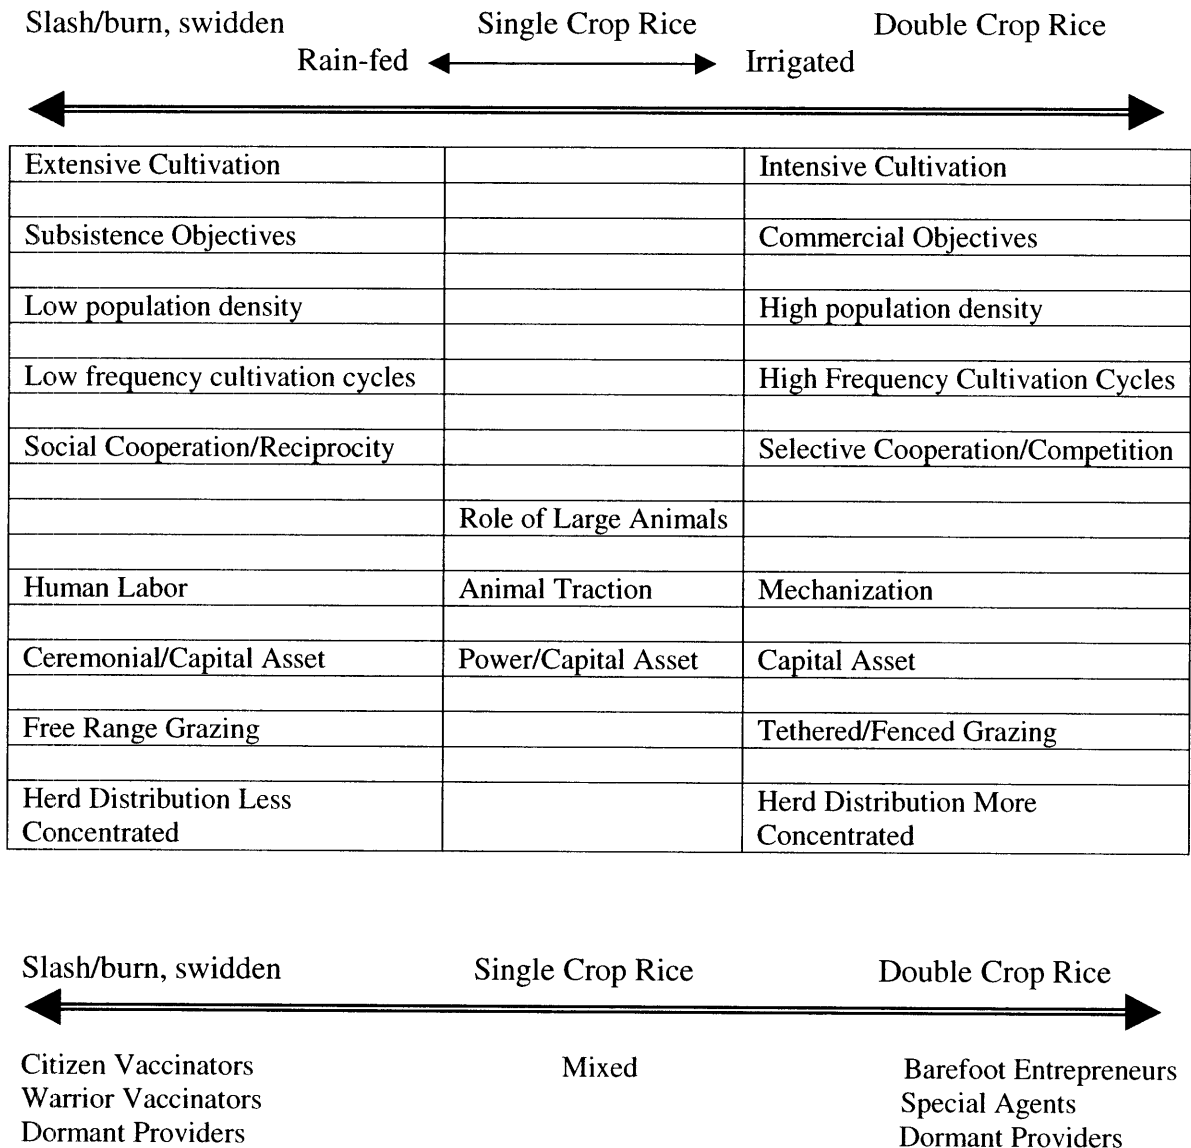 Slash/burn, swidden Single Crop Rice Double Crop Rice
Rain-fed Irrigated
Extensive Cultivation Intensive Cultivation
Subsistence Objectives Commercial Objectives
Low population density High population density
Low frequency cultivation cycles High Frequency Cultivation Cycles
Social Cooperation/Reciprocity Selective Cooperation/Competition
Role of Large Animals
Human Labor Animal Traction Mechanization
Ceremonial/Capital Asset Power/Capital Asset Capital Asset
Free Range Grazing Tethered/Fenced Grazing
Herd Distribution Less Herd Distribution More
Concentrated Concentrated
Slash/burn, swidden Single Crop Rice Double Crop Rice
Citizen Vaccinators Mixed Barefoot Entrepreneurs
Warrior Vaccinators Special Agents
Dormant Providers Dormant Providers